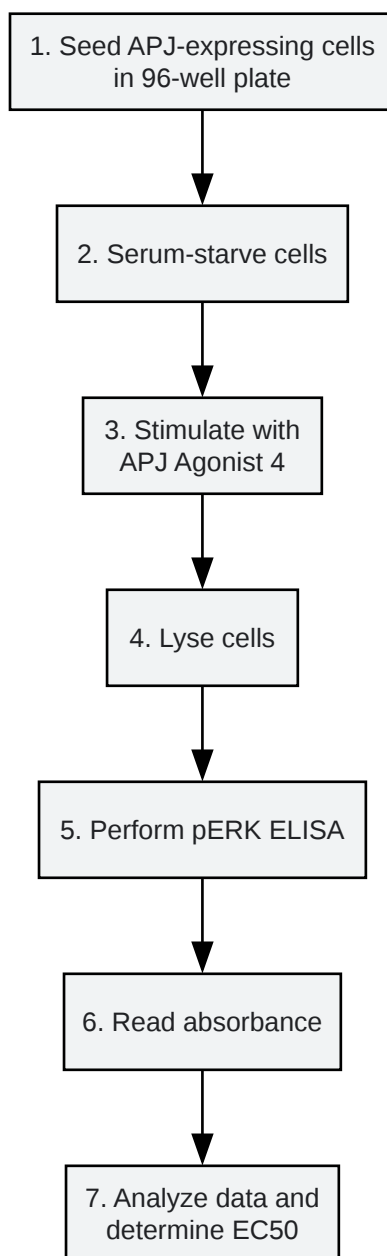 1. Seed APJ-expressing cells
in 96-well plate
2. Serum-starve cells
3. Stimulate with
APJ Agonist 4
4. Lyse cells
5. Perform pERK ELISA
6. Read absorbance
7. Analyze data and
determine EC50